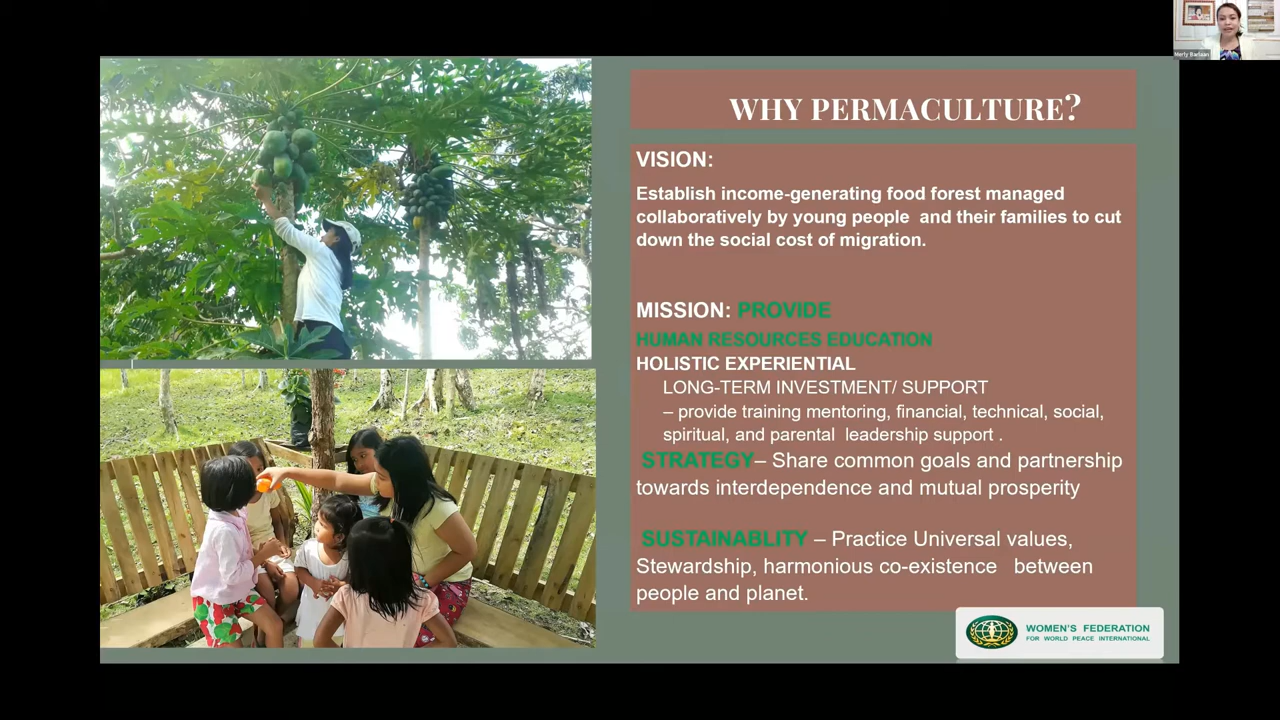 Merly Barlaan
WHY PERMACULTURE?
VISION:
Establish income-generating food forest managed
collaboratively by young people and their families to cut
down the social cost of migration.
MISSION: PROVIDE
HUMAN RESOURCES EDUCATION
HOLISTIC EXPERIENTIAL
LONG-TERM INVESTMENT/ SUPPORT
– provide training mentoring, financial, technical, social,
spiritual, and parental leadership support .
STRATEGY– Share common goals and partnership
towards interdependence and mutual prosperity
SUSTAINABLITY – Practice Universal values,
Stewardship, harmonious co-existence between
people and planet.
WOMEN'S FEDERATION
FOR WORLD PEACE INTERNATIONAL